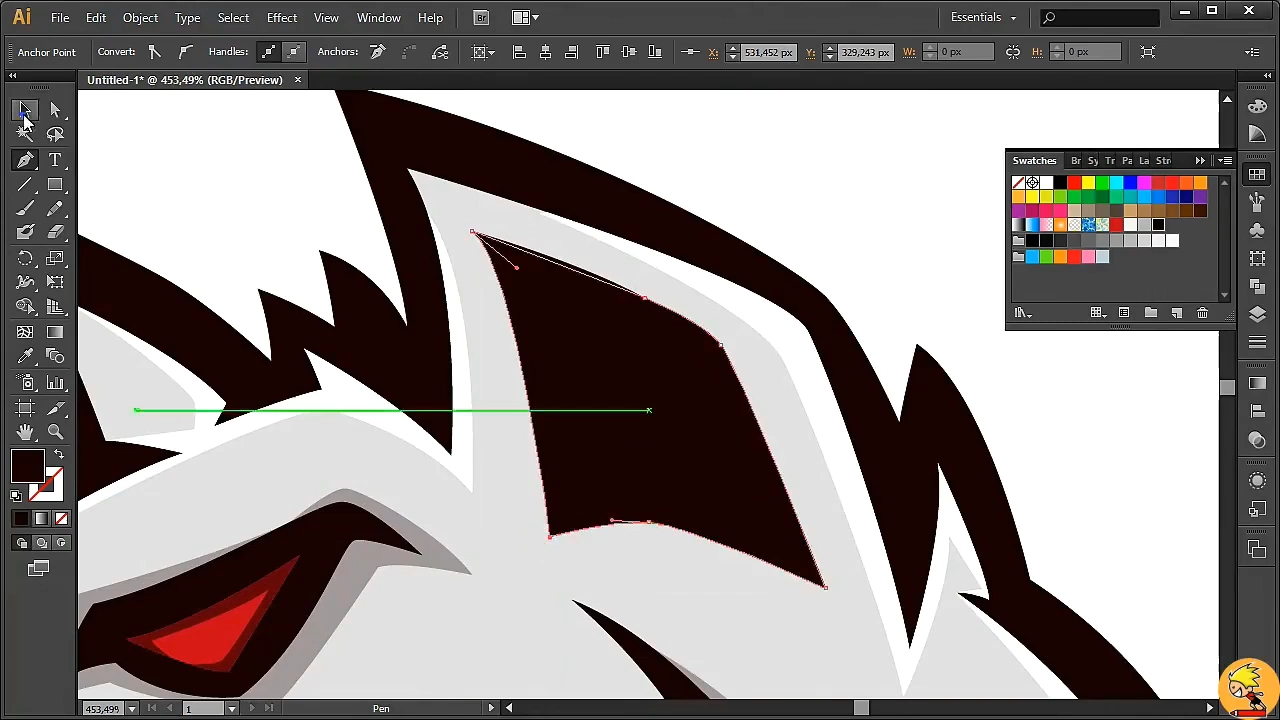 Ai File Edit Object Type Select Effect View Window Help Br Essentials
Anchor Point Convert: Handles: Anchors: X: 531,452 px Y: 329,243 px W: 0 px H: 0 px
Untitled-1* @ 453,49% (RGB/Preview) ×
Swatches Br Sy Tr Pa La Stro
T
453,49% 1 Pen